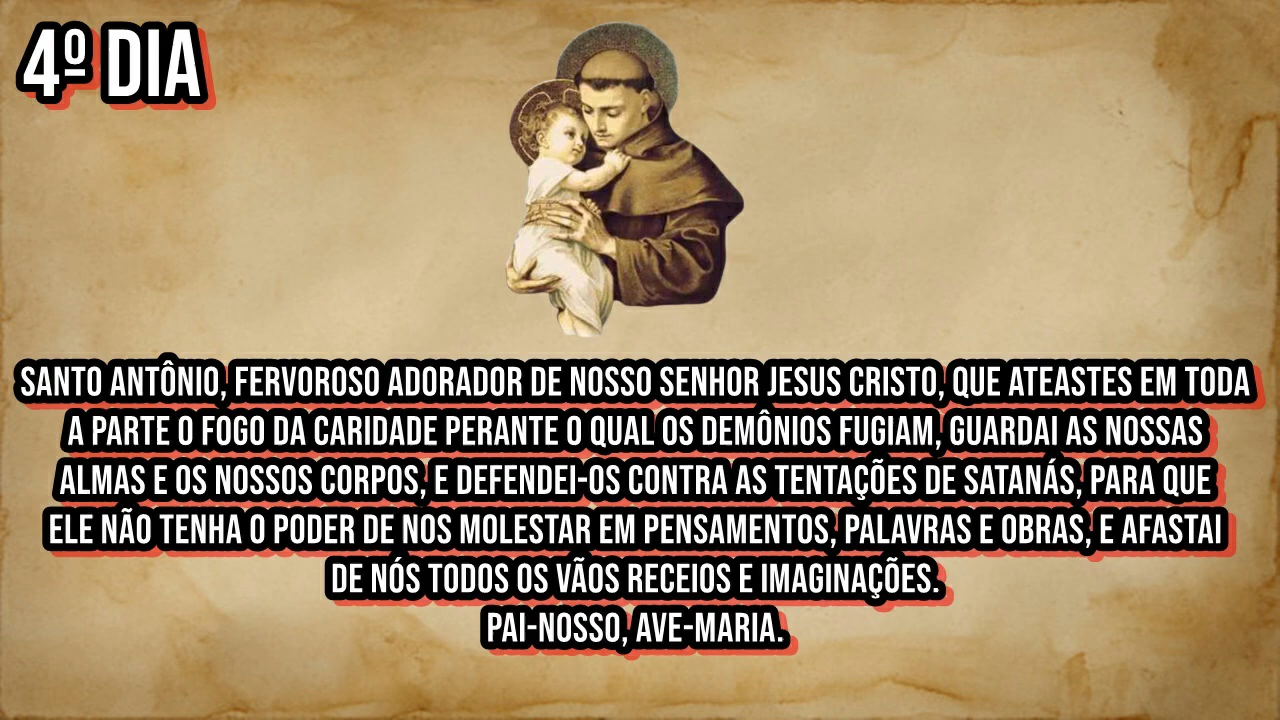 4º DIA
SANTO ANTÔNIO, FERVOROSO ADORADOR DE NOSSO SENHOR JESUS CRISTO, QUE ATEASTES EM TODA
A PARTE O FOGO DA CARIDADE PERANTE O QUAL OS DEMÔNIOS FUGIAM, GUARDAI AS NOSSAS
ALMAS E OS NOSSOS CORPOS, E DEFENDEI-OS CONTRA AS TENTAÇÕES DE SATANÁS, PARA QUE
ELE NÃO TENHA O PODER DE NOS MOLESTAR EM PENSAMENTOS, PALAVRAS E OBRAS, E AFASTAI
DE NÓS TODOS OS VÃOS RECEIOS E IMAGINAÇÕES.
PAI-NOSSO, AVE-MARIA.